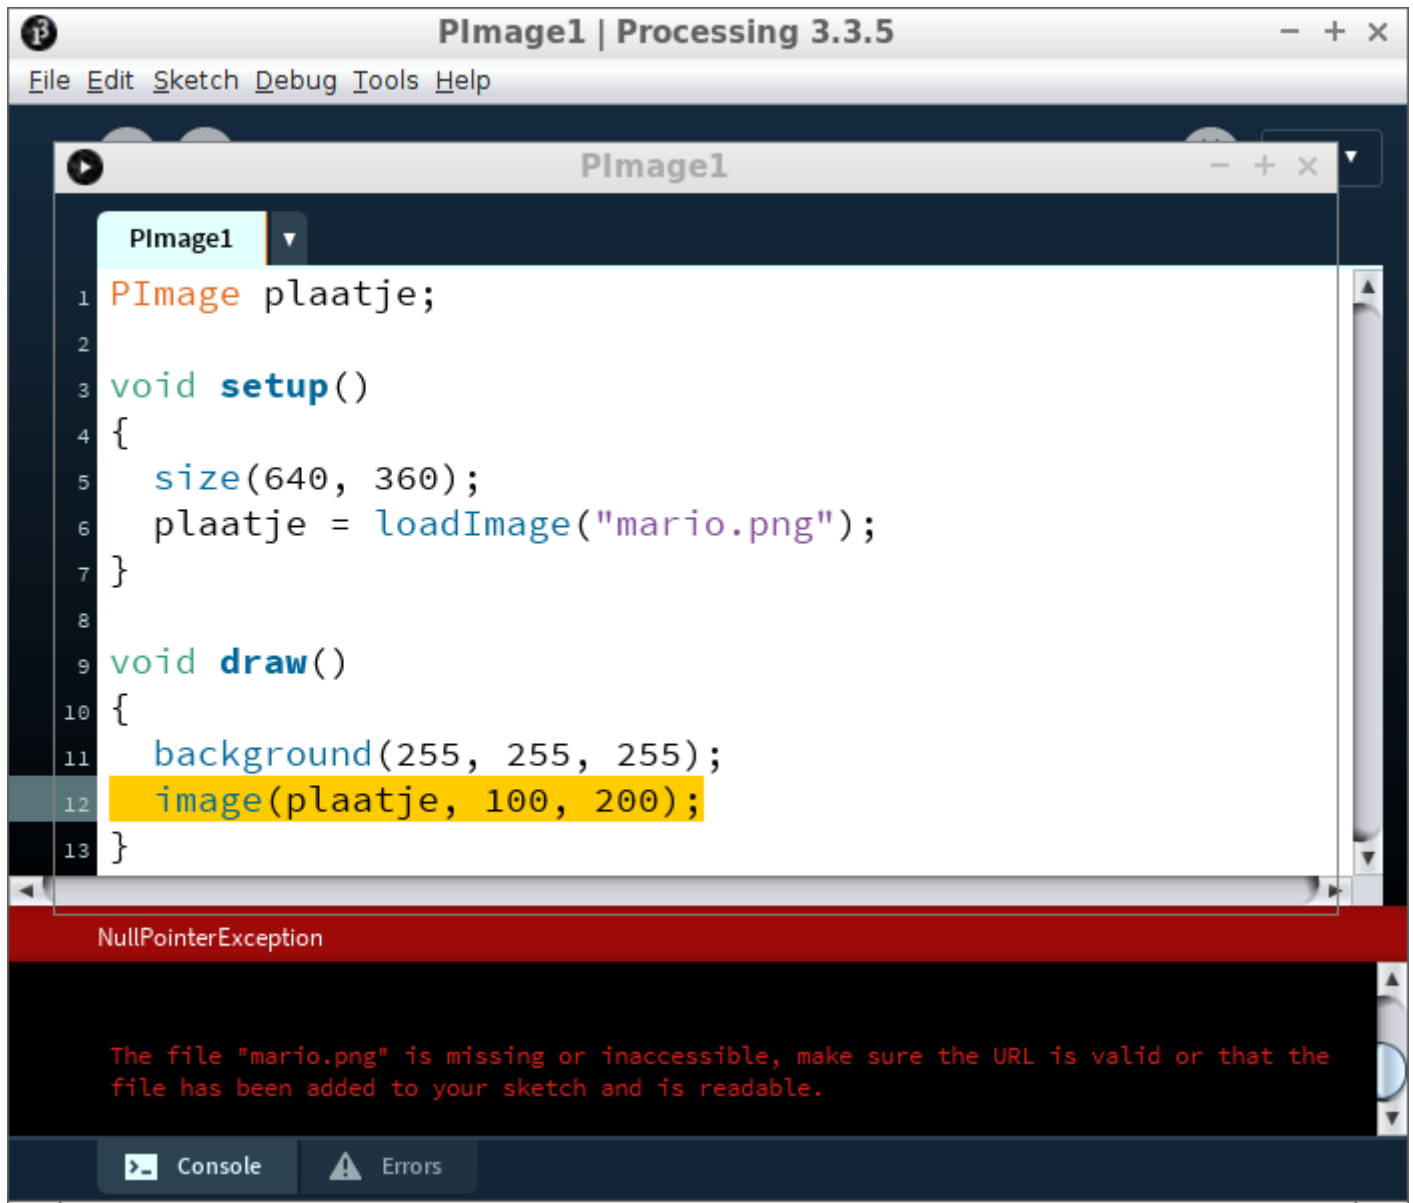 PImage1 | Processing 3.3.5
File Edit Sketch Debug Tools Help
PImage1
PImage1
1 PImage plaatje;
2
3 void setup()
4 {
5 size(640, 360);
6 plaatje = loadImage("mario.png");
7 }
8
9 void draw()
10 {
11 background(255, 255, 255);
12 image(plaatje, 100, 200);
13 }
NullPointerException
The file "mario.png" is missing or inaccessible, make sure the URL is valid or that the
file has been added to your sketch and is readable.
Console Errors